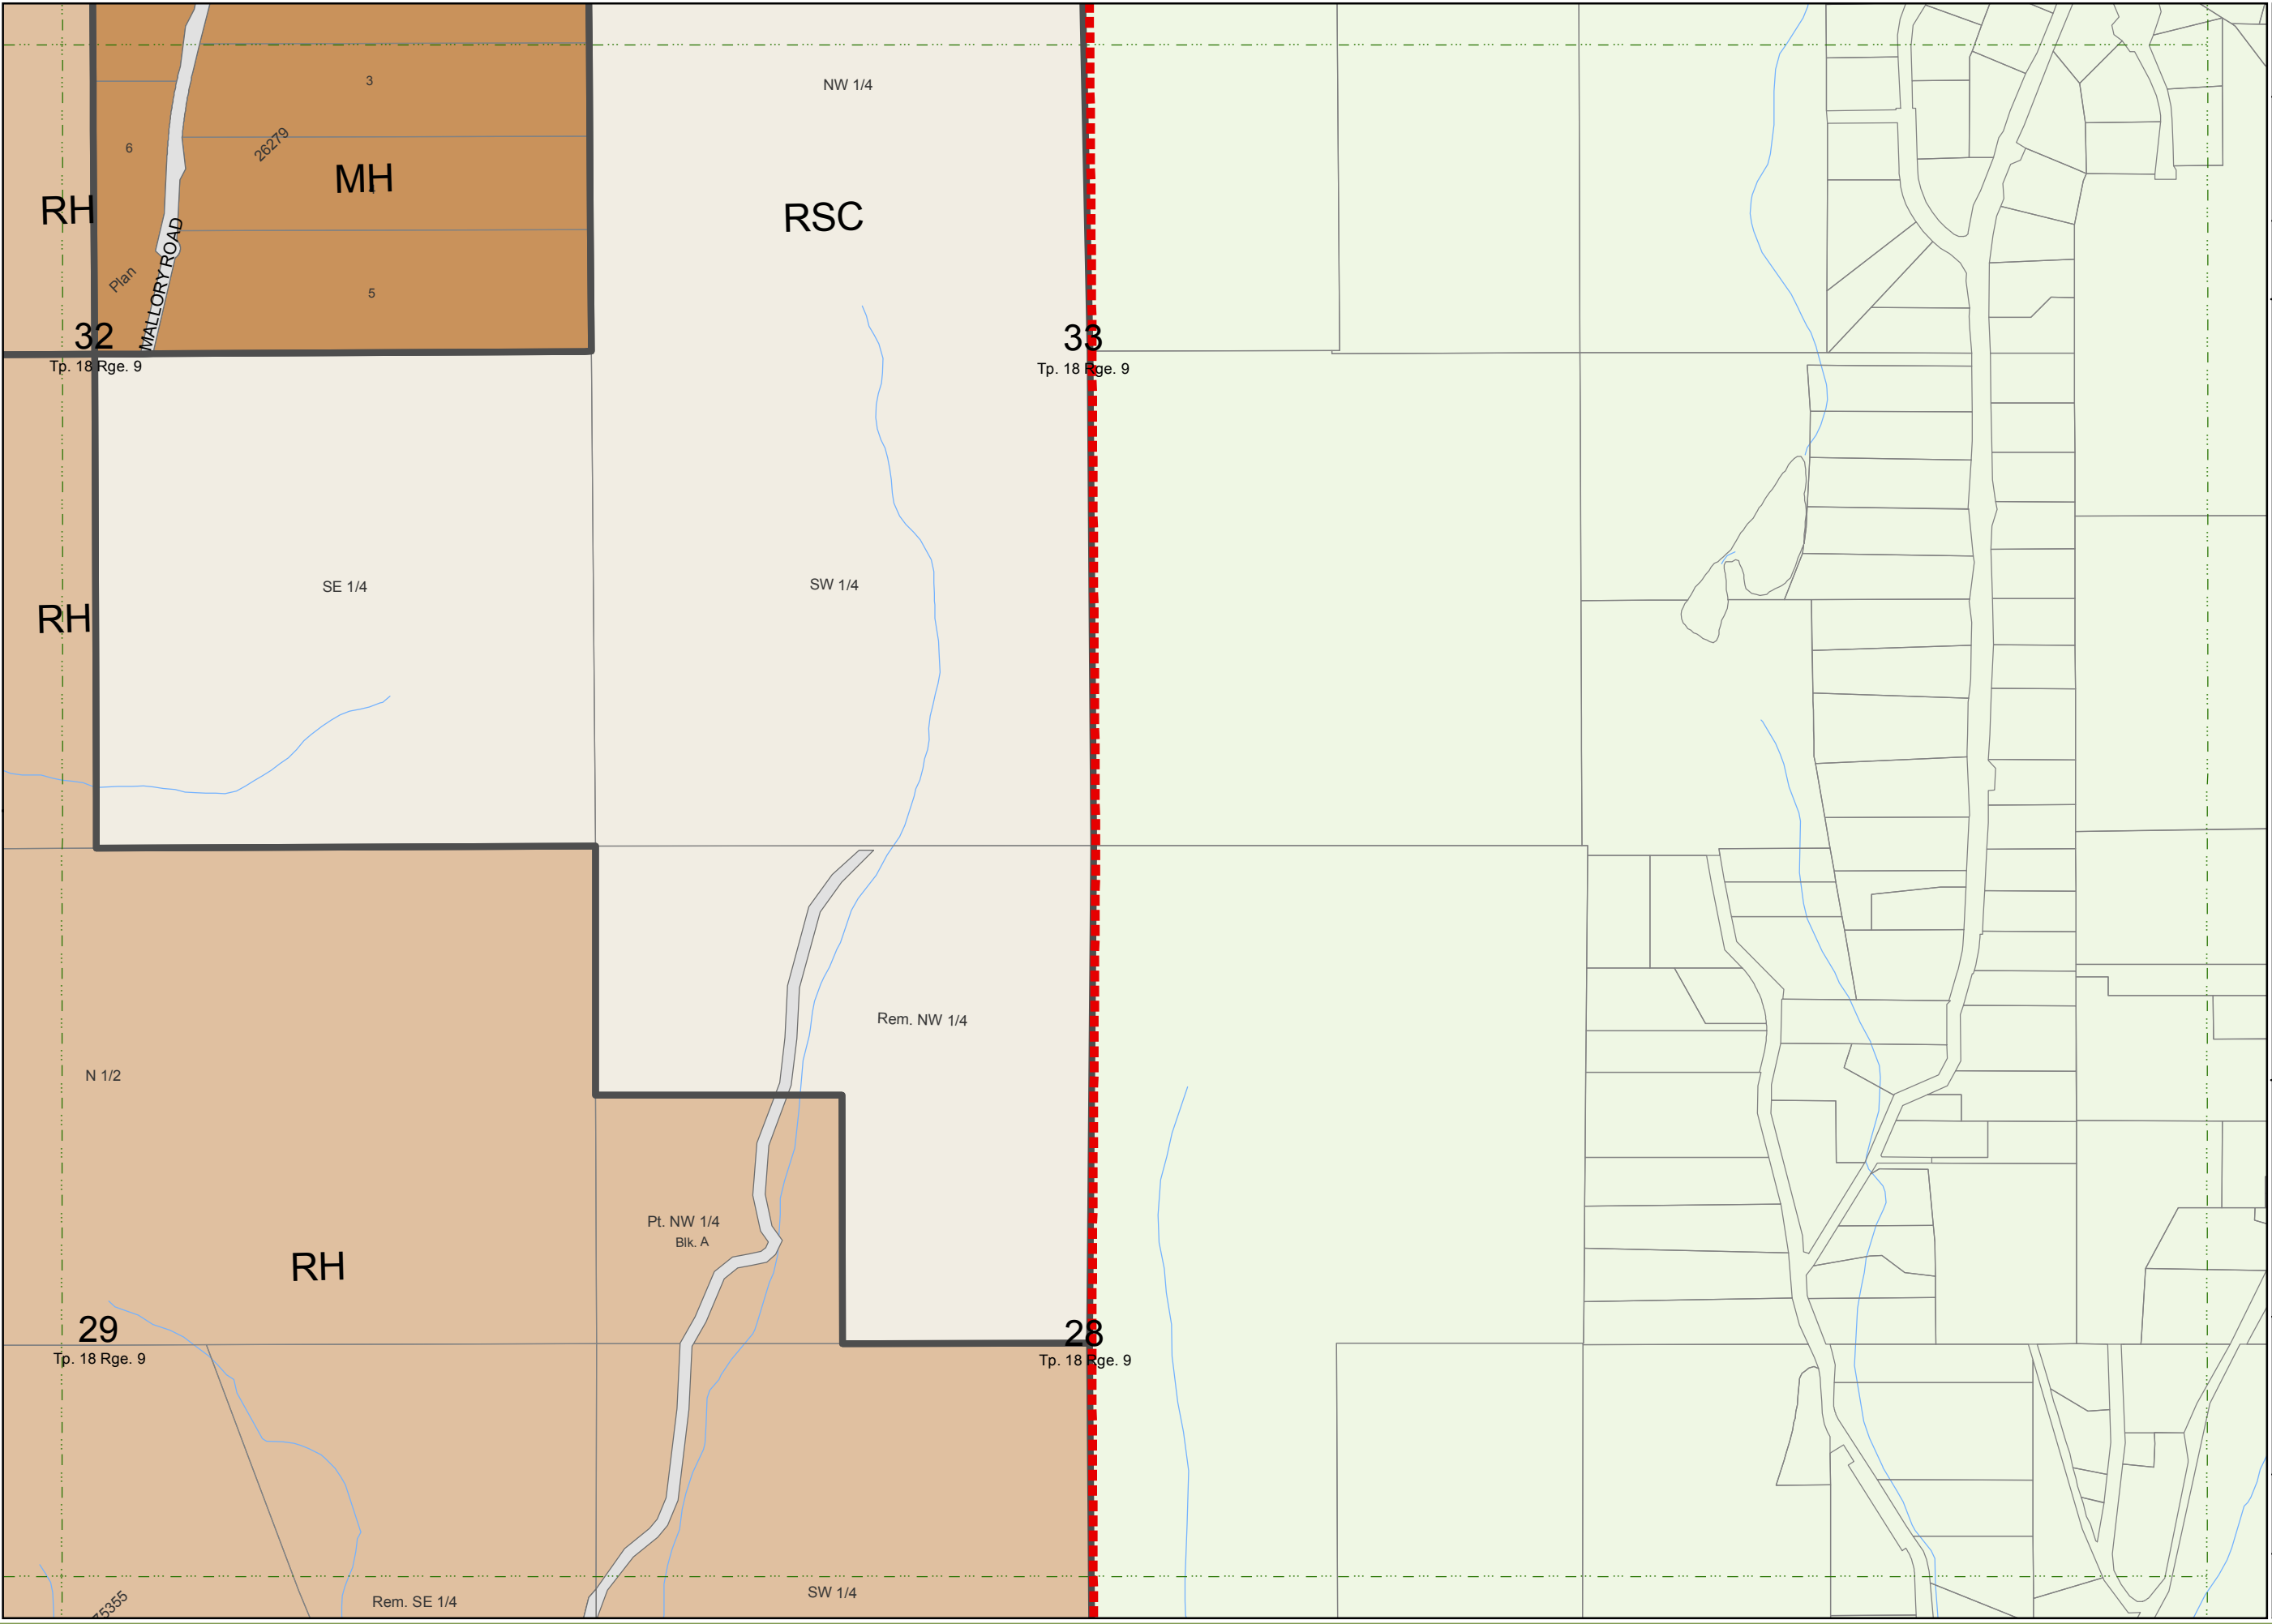 NW 1/4
3
6
26279
MH
4
RH
RSC
MALLORY ROAD
Plan
5
32
Tp. 18 Rge. 9
33
Tp. 18 Rge. 9
SE 1/4
SW 1/4
RH
Rem. NW 1/4
N 1/2
Pt. NW 1/4
Blk. A
RH
29
Tp. 18 Rge. 9
28
Tp. 18 Rge. 9
SW 1/4
Rem. SE 1/4